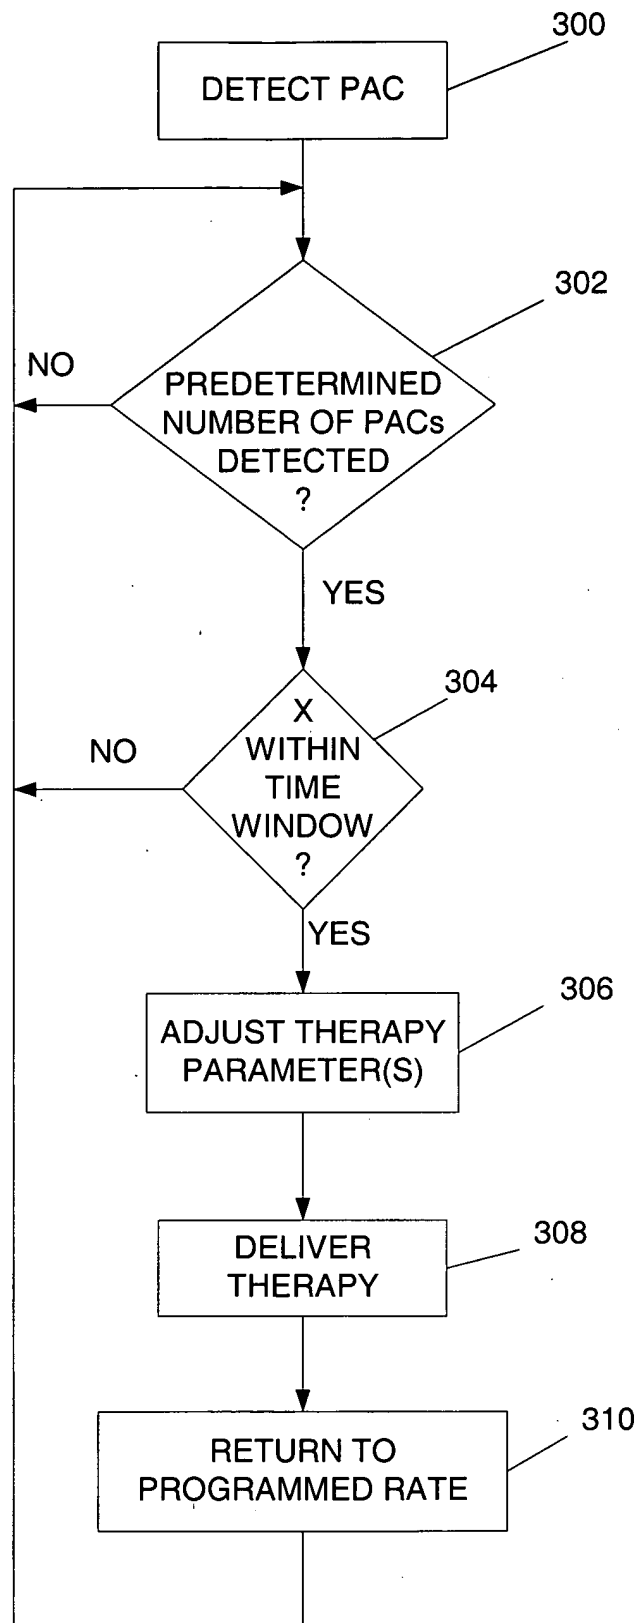 300
DETECT PAC
302
NO
PREDETERMINED
NUMBER OF PACs
DETECTED
?
YES
304
X
WITHIN
TIME
WINDOW
?
NO
YES
306
ADJUST THERAPY
PARAMETER(S)
308
DELIVER
THERAPY
310
RETURN TO
PROGRAMMED RATE